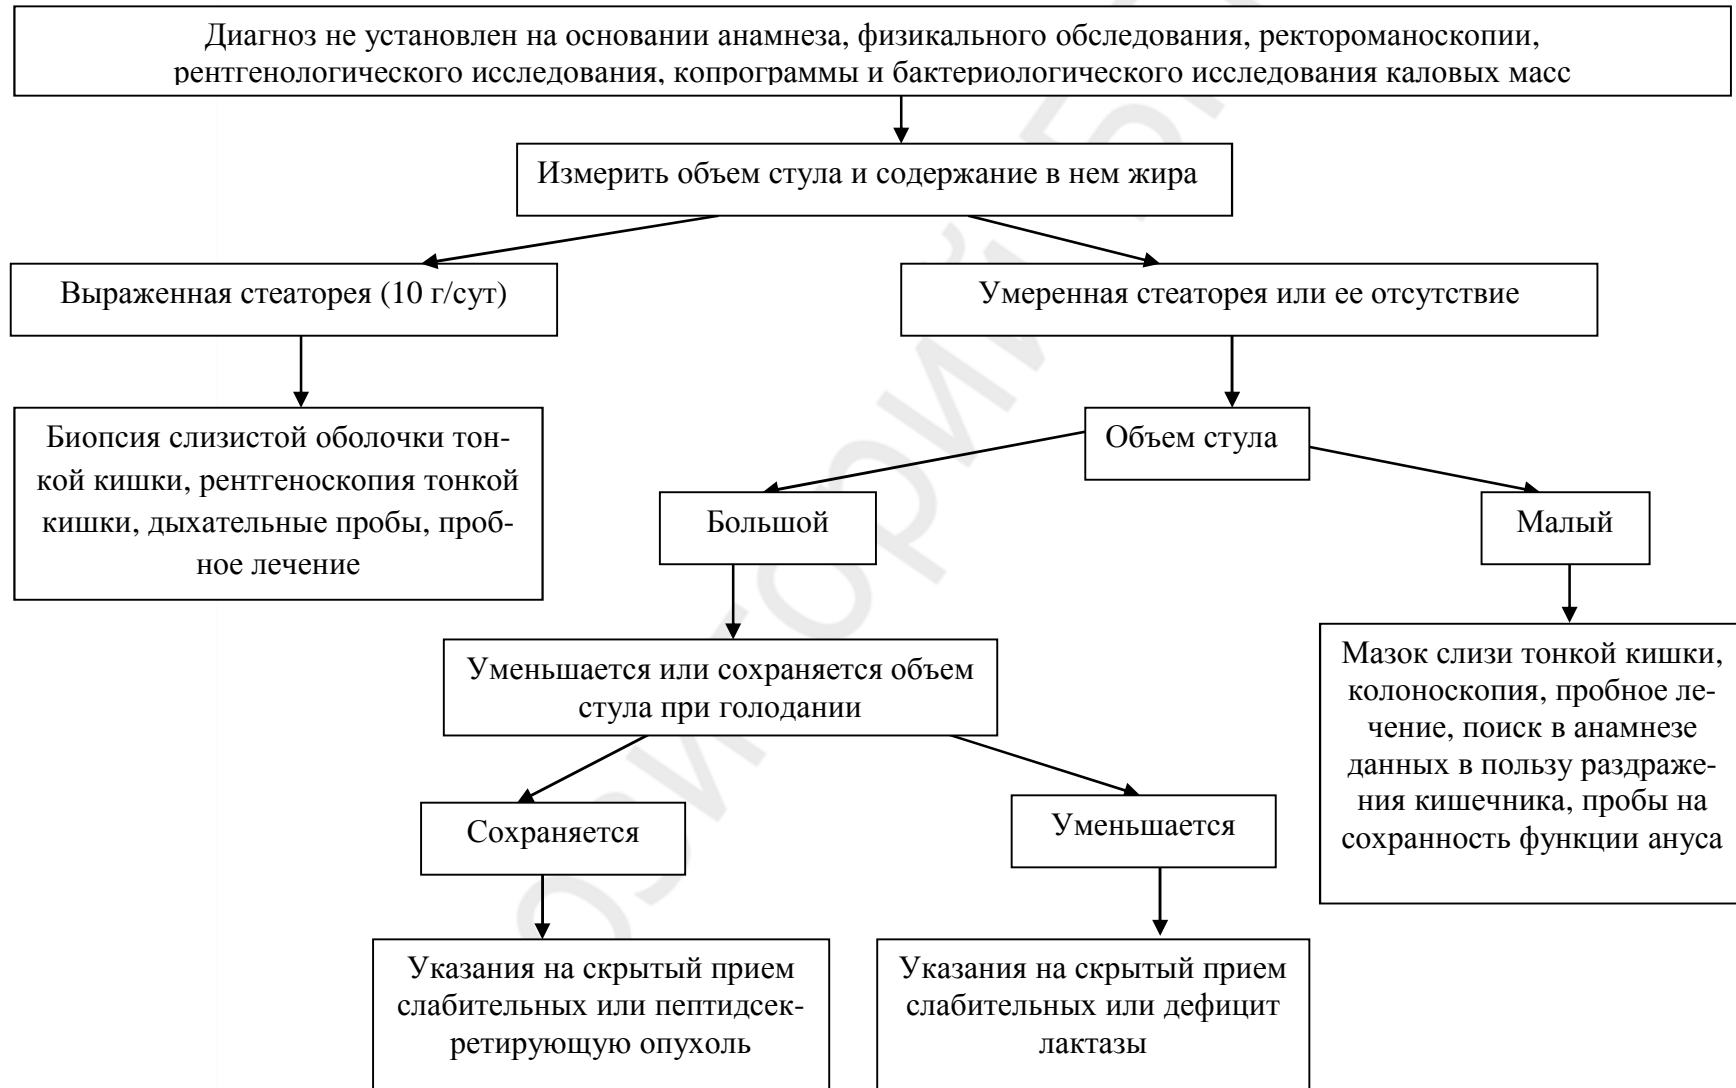 Диагноз не установлен на основании анамнеза, физикального обследования, ректороманоскопии,
рентгенологического исследования, копрограммы и бактериологического исследования каловых масс
Измерить объем стула и содержание в нем жира
Выраженная стеаторея (10 г/сут)
Умеренная стеаторея или ее отсутствие
Биопсия слизистой оболочки тон-
кой кишки, рентгеноскопия тонкой
кишки, дыхательные пробы, проб-
ное лечение
Объем стула
Большой
Малый
Уменьшается или сохраняется объем
стула при голодании
Мазок слизи тонкой кишки,
колоноскопия, пробное ле-
чение, поиск в анамнезе
данных в пользу раздраже-
ния кишечника, пробы на
сохранность функции ануса
Сохраняется
Уменьшается
Указания на скрытый прием
слабительных или пептидсек-
ретирующую опухоль
Указания на скрытый прием
слабительных или дефицит
лактазы